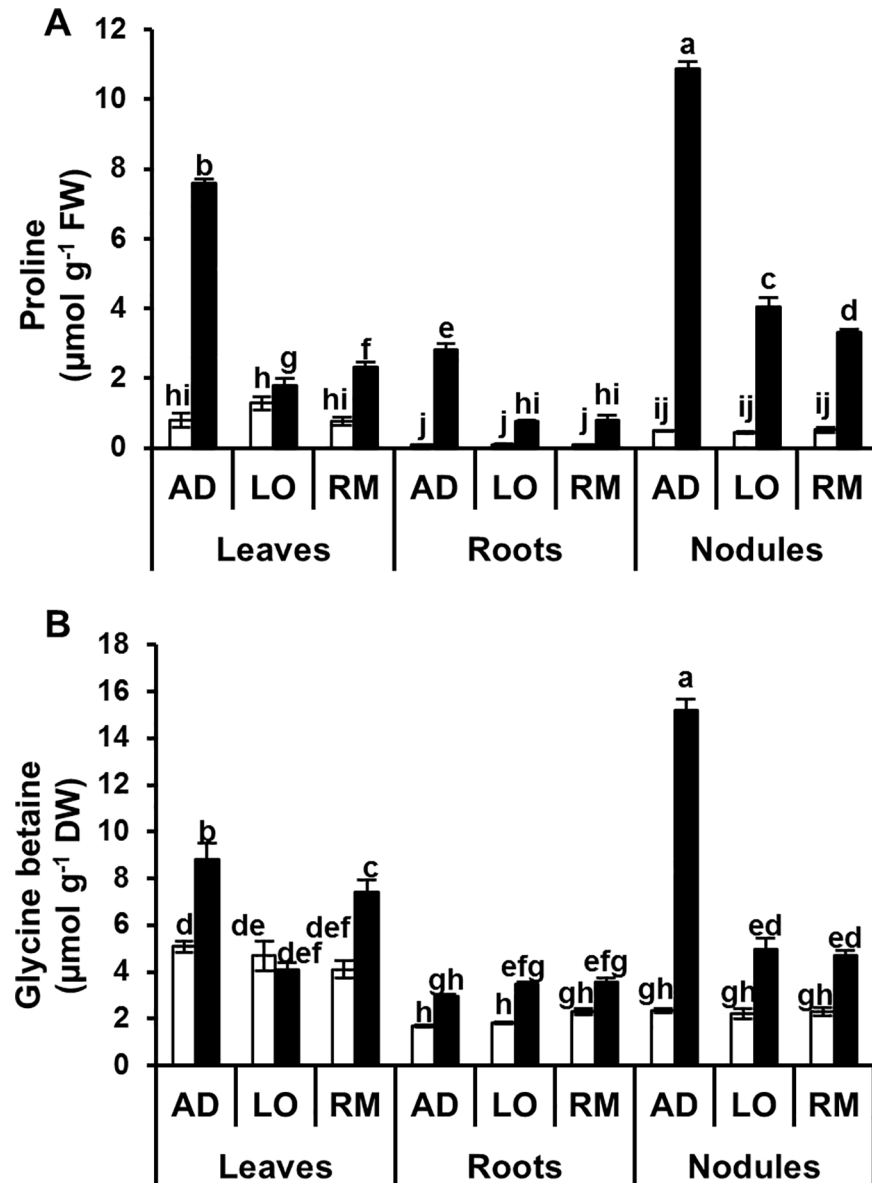 A
12
10
8
6
4
2
0
Proline
(µmol g-1 FW)
hi b h g hi f j e j hi j hi ij a ij c ij d
AD LO RM AD LO RM AD LO RM
Leaves Roots Nodules
B
18
16
14
12
10
8
6
4
2
0
Glycine betaine
(µmol g-1 DW)
d b de def def c h gh h efg gh efg gh a gh ed gh ed
AD LO RM AD LO RM AD LO RM
Leaves Roots Nodules